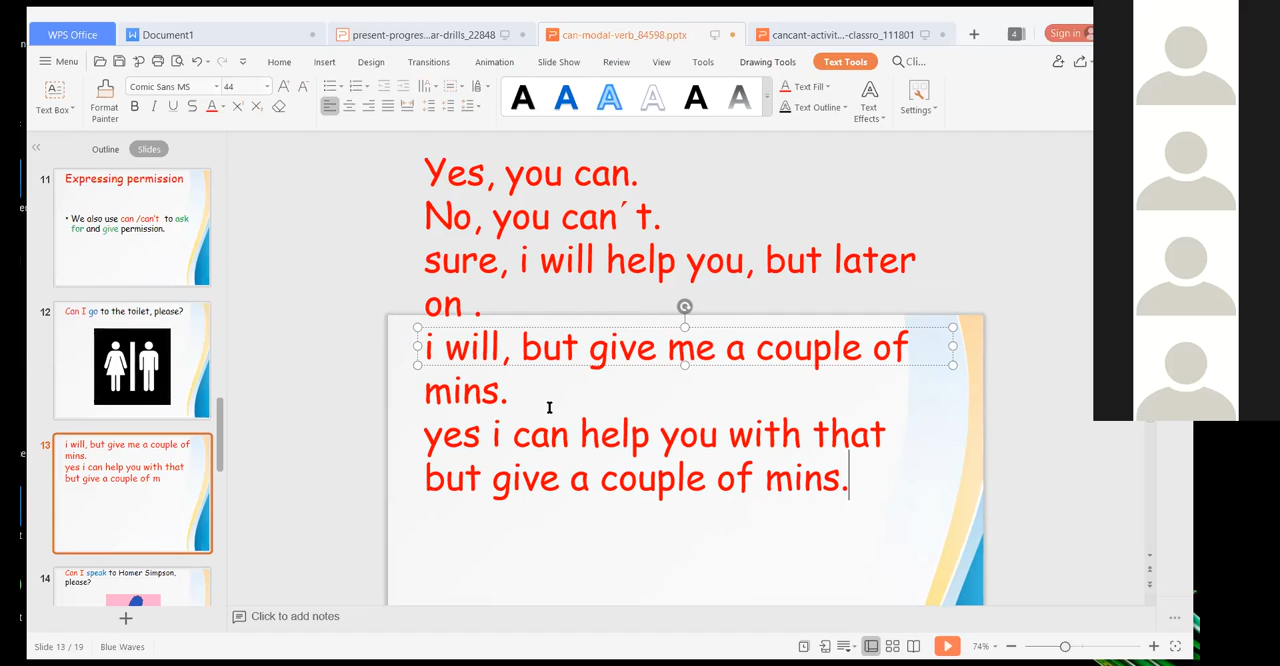 WPS Office
Document1
present-progres...ar-drills_22848
can-modal-verb_84598.pptx
cancant-activit...-classro_111801
4
Sign in
Menu
Home
Insert
Design
Transitions
Animation
Slide Show
Review
View
Tools
Drawing Tools
Text Tools
Cli...
Text Box
Format
Painter
Comic Sans MS
44
B I U S A X² X₂
A A A A A A
Text Fill
Text Outline
Text
Effects
Settings
Outline
Slides
11
Expressing permission
• We also use can /can't to ask
for and give permission.
12
Can I go to the toilet, please?
13
i will, but give me a couple of
mins.
yes i can help you with that
but give a couple of m
14
Can I speak to Homer Simpson,
please?
Yes, you can.
No, you can´t.
sure, i will help you, but later
on .
i will, but give me a couple of
mins.
yes i can help you with that
but give a couple of mins.
Click to add notes
Slide 13 / 19
Blue Waves
74%